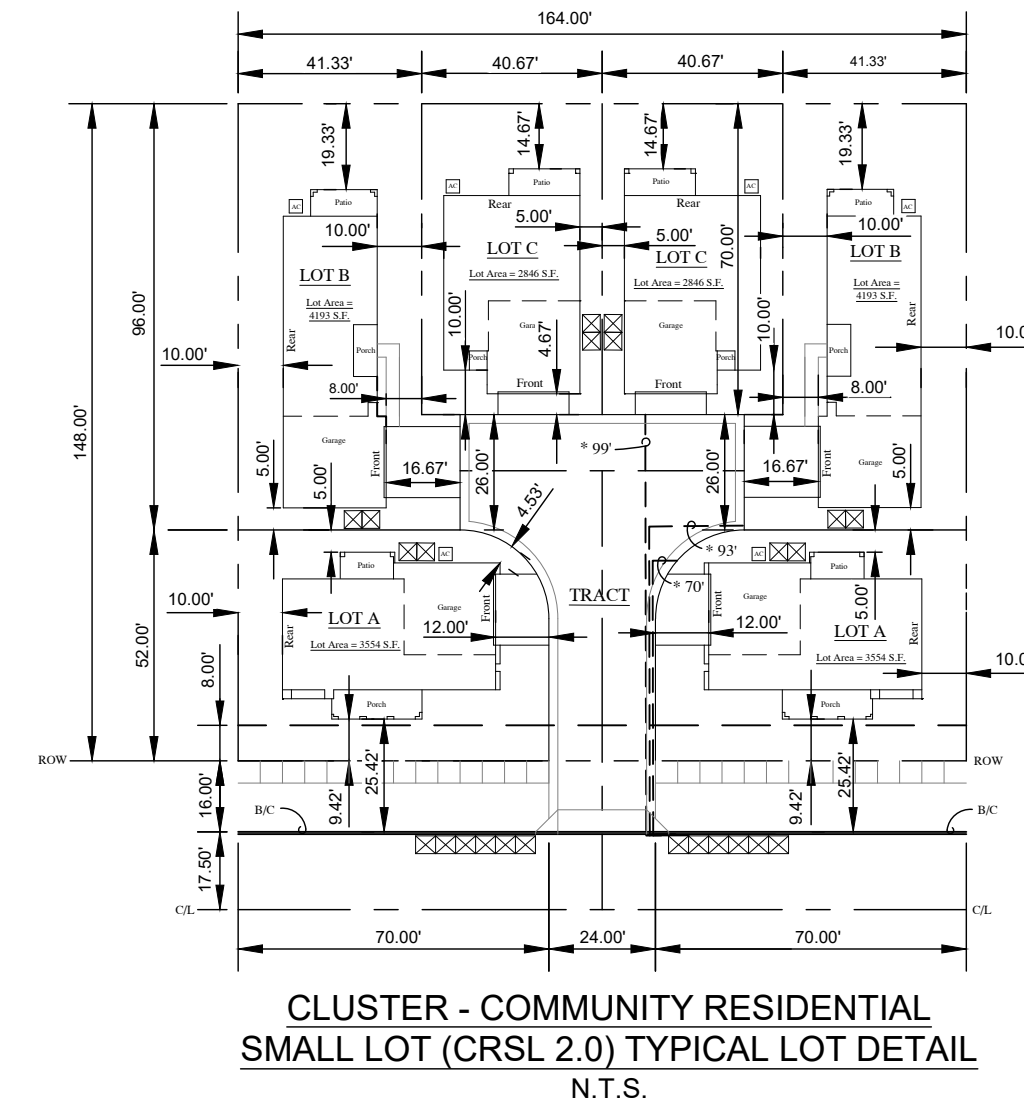 164.00'
41.33' 40.67' 40.67' 41.33'
19.33' 14.67' 14.67' 19.33'
AC Patio Patio AC
AC Patio Rear Rear Patio AC
5.00' 5.00' 70.00'
10.00' 10.00'
LOT C LOT C
Lot Area = 2846 S.F. Lot Area = 2846 S.F.
LOT B LOT B
Lot Area =
4193 S.F.
Lot Area =
4193 S.F.
96.00' 148.00'
Rear 10.00' 4.67' 10.00' Rear
Garage
Porch Porch Porch Porch
10.00'
8.00' Front Front 8.00'
* 99'
Garage Front Front Garage
5.00' 5.00' 16.67' 26.00' 26.00' 16.67' 5.00'
4.53'
* 93'
AC AC
Patio Patio
* 70'
TRACT
10.00' Garage Front Front Garage 5.00'
LOT A 12.00' 12.00' LOT A
Rear Lot Area = 3554 S.F. Lot Area = 3554 S.F. Rear
52.00'
8.00'
Porch Porch
ROW ROW
16.00' 9.42' 25.42' 9.42' 25.42'
B/C B/C
17.50'
C/L C/L
70.00' 24.00' 70.00'
CLUSTER - COMMUNITY RESIDENTIAL
SMALL LOT (CRSL 2.0) TYPICAL LOT DETAIL
N.T.S.